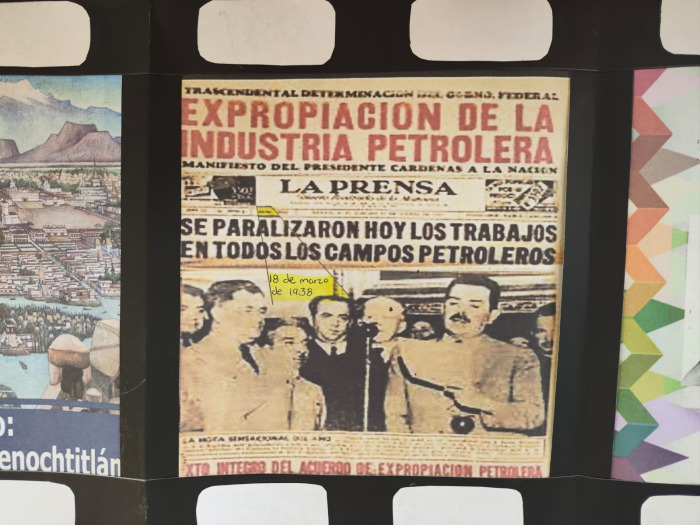 TRASCENDENTAL DETERMINACION DEL GOBNO. FEDERAL
EXPROPIACION DE LA
INDUSTRIA PETROLERA
MANIFIESTO DEL PRESIDENTE CARDENAS A LA NACION
LA PRENSA
SE PARALIZARON HOY LOS TRABAJOS
EN TODOS LOS CAMPOS PETROLEROS
18 de marzo
de 1938
LA NOTA SENSACIONAL DEL AÑO
XTO INTEGRO DEL ACUERDO DE EXPROPIACION PETROLERA
o:
enochtitlán